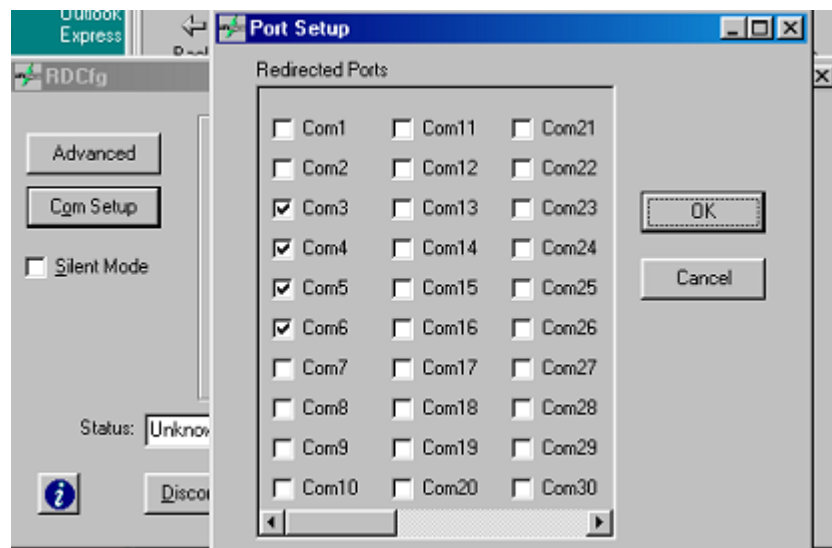 Outlook
Express
Port Setup
RDCfg
Redirected Ports
Advanced
Com Setup
Silent Mode
Com1 Com11 Com21
Com2 Com12 Com22
Com3 Com13 Com23
Com4 Com14 Com24
Com5 Com15 Com25
Com6 Com16 Com26
Com7 Com17 Com27
Com8 Com18 Com28
Com9 Com19 Com29
Com10 Com20 Com30
OK
Cancel
Status: Unknow
Discon